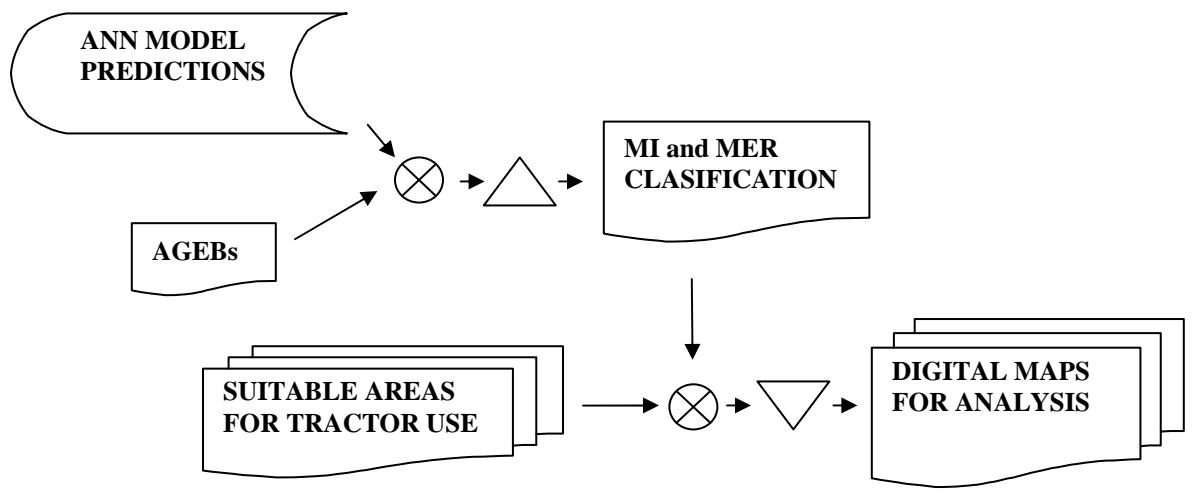 ANN MODEL
PREDICTIONS
MI and MER
CLASIFICATION
AGEBs
SUITABLE AREAS
FOR TRACTOR USE
DIGITAL MAPS
FOR ANALYSIS